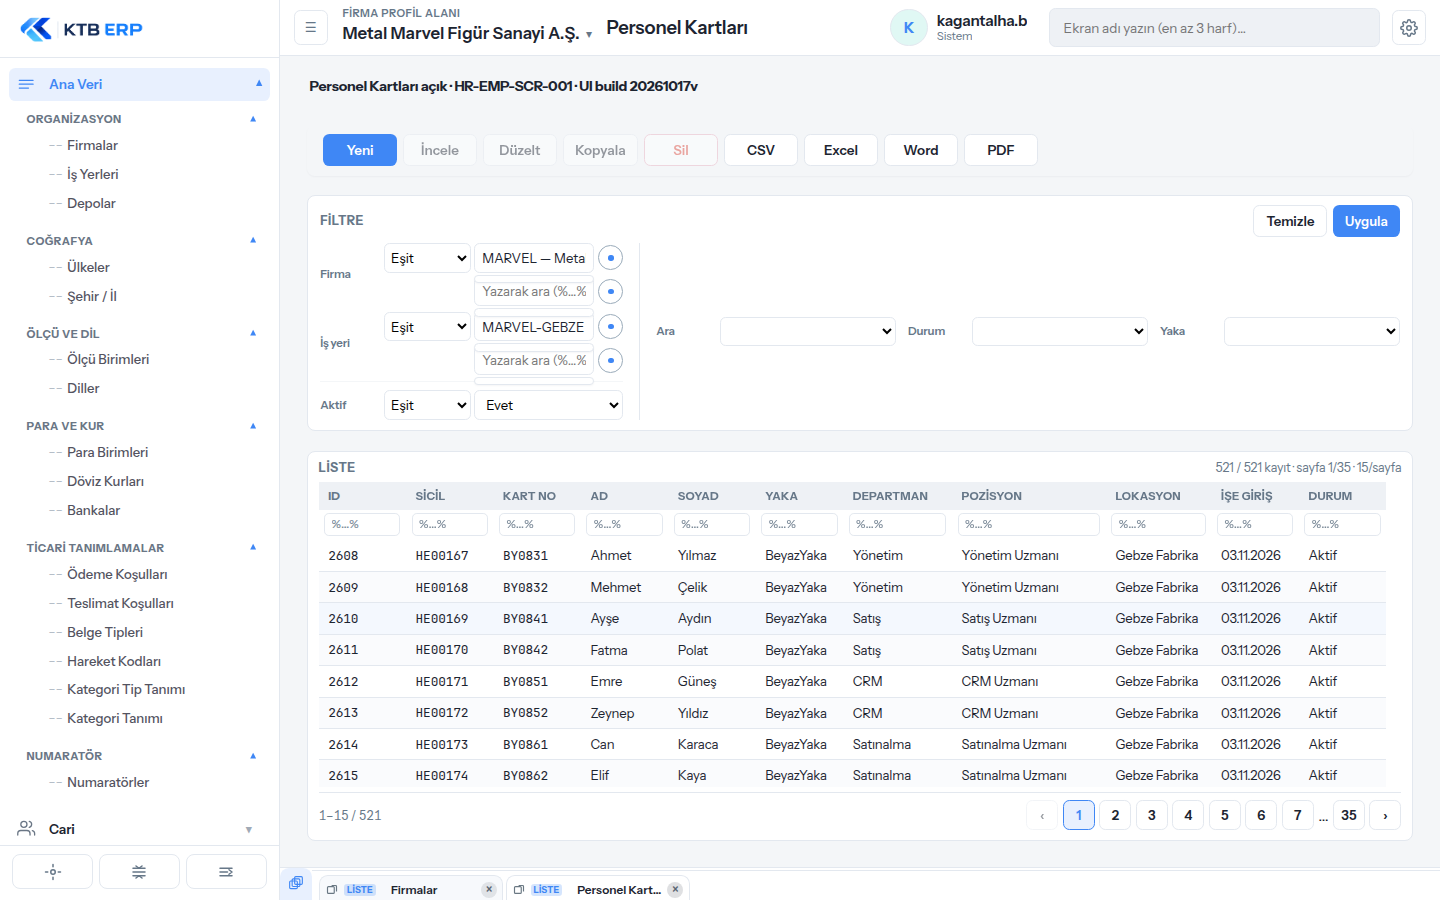 KTB ERP
☰
FİRMA PROFİL ALANI
Metal Marvel Figür Sanayi A.Ş. ▾
Personel Kartları
K
kagantalha.b
Sistem
Ekran adı yazın (en az 3 harf)...
Ana Veri
ORGANİZASYON
-- Firmalar
-- İş Yerleri
-- Depolar
COĞRAFYA
-- Ülkeler
-- Şehir / İl
ÖLÇÜ VE DİL
-- Ölçü Birimleri
-- Diller
PARA VE KUR
-- Para Birimleri
-- Döviz Kurları
-- Bankalar
TİCARİ TANIMLAMALAR
-- Ödeme Koşulları
-- Teslimat Koşulları
-- Belge Tipleri
-- Hareket Kodları
-- Kategori Tip Tanımı
-- Kategori Tanımı
NUMARATÖR
-- Numaratörler
Cari
Personel Kartları açık · HR-EMP-SCR-001 · UI build 20261017v
Yeni İncele Düzelt Kopyala Sil CSV Excel Word PDF
FİLTRE
Temizle Uygula
Firma Eşit MARVEL — Meta
Yazarak ara (%...%
İş yeri Eşit MARVEL-GEBZE
Yazarak ara (%...%
Aktif Eşit Evet
Ara Durum Yaka
LİSTE
521 / 521 kayıt · sayfa 1/35 · 15/sayfa
ID SİCİL KART NO AD SOYAD YAKA DEPARTMAN POZİSYON LOKASYON İŞE GİRİŞ DURUM
%...% %...% %...% %...% %...% %...% %...% %...% %...% %...% %...%
2608 HE00167 BY0831 Ahmet Yılmaz BeyazYaka Yönetim Yönetim Uzmanı Gebze Fabrika 03.11.2026 Aktif
2609 HE00168 BY0832 Mehmet Çelik BeyazYaka Yönetim Yönetim Uzmanı Gebze Fabrika 03.11.2026 Aktif
2610 HE00169 BY0841 Ayşe Aydın BeyazYaka Satış Satış Uzmanı Gebze Fabrika 03.11.2026 Aktif
2611 HE00170 BY0842 Fatma Polat BeyazYaka Satış Satış Uzmanı Gebze Fabrika 03.11.2026 Aktif
2612 HE00171 BY0851 Emre Güneş BeyazYaka CRM CRM Uzmanı Gebze Fabrika 03.11.2026 Aktif
2613 HE00172 BY0852 Zeynep Yıldız BeyazYaka CRM CRM Uzmanı Gebze Fabrika 03.11.2026 Aktif
2614 HE00173 BY0861 Can Karaca BeyazYaka Satınalma Satınalma Uzmanı Gebze Fabrika 03.11.2026 Aktif
2615 HE00174 BY0862 Elif Kaya BeyazYaka Satınalma Satınalma Uzmanı Gebze Fabrika 03.11.2026 Aktif
1–15 / 521
‹ 1 2 3 4 5 6 7 ... 35 ›
LİSTE Firmalar ×
LİSTE Personel Kart... ×